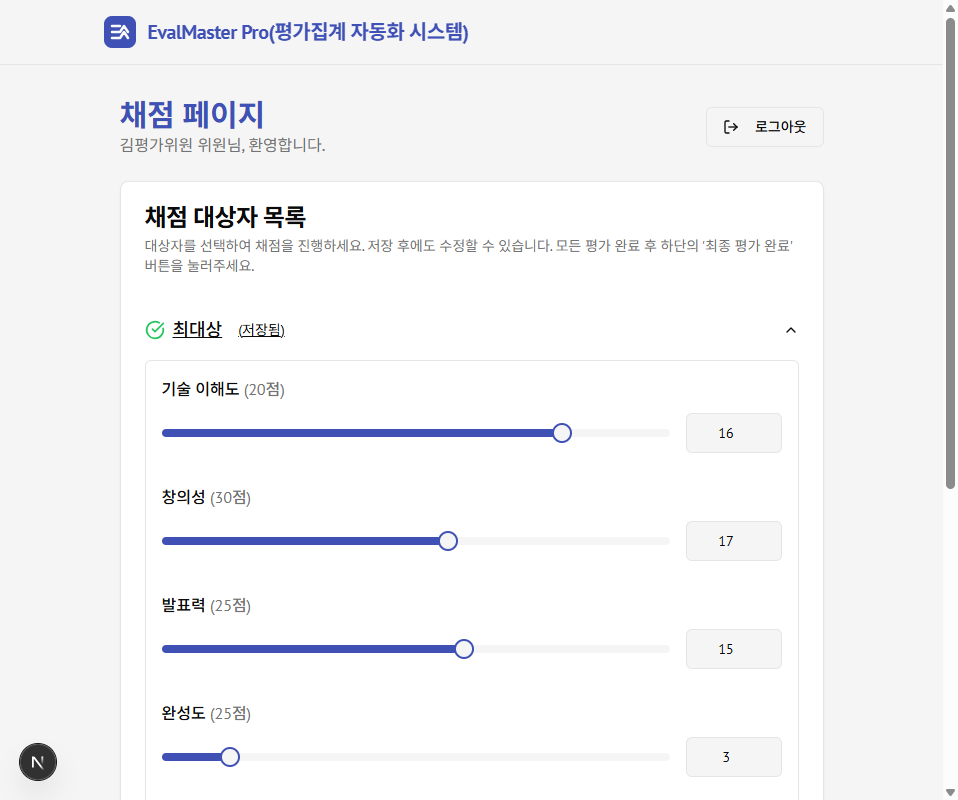 EvalMaster Pro(평가집계 자동화 시스템)
채점 페이지
김평가위원 위원님, 환영합니다.
로그아웃
채점 대상자 목록
대상자를 선택하여 채점을 진행하세요. 저장 후에도 수정할 수 있습니다. 모든 평가 완료 후 하단의 '최종 평가 완료'
버튼을 눌러주세요.
최대상 (저장됨)
기술 이해도 (20점)
16
창의성 (30점)
17
발표력 (25점)
15
완성도 (25점)
3
N